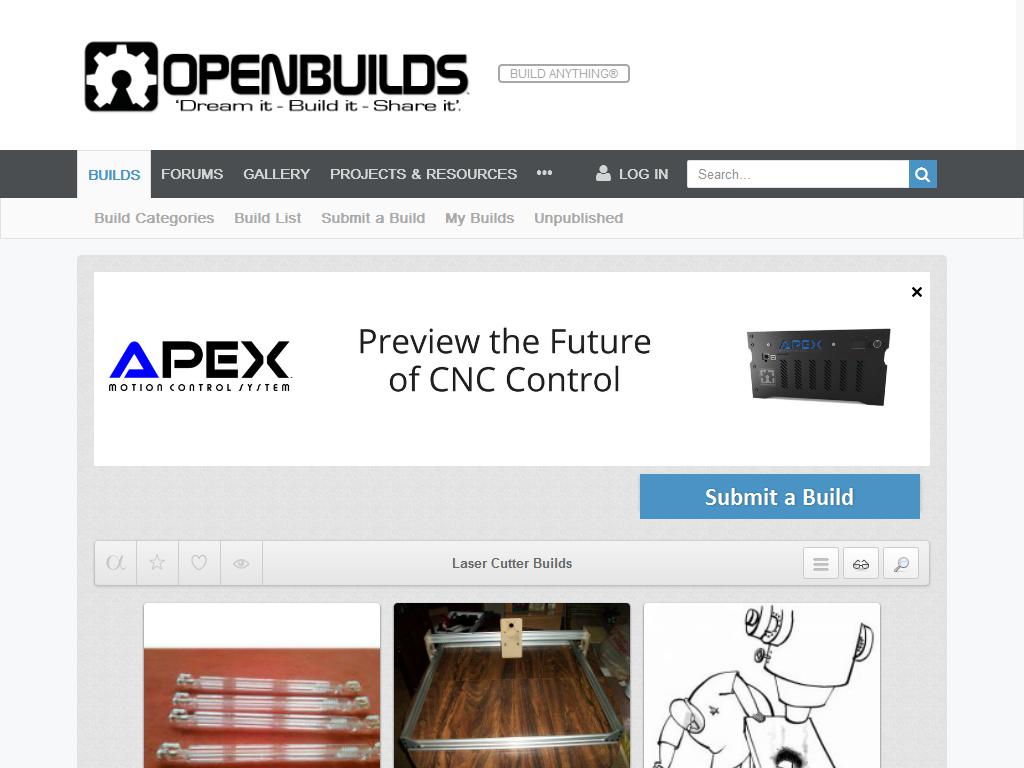 OPENBUILDS
'Dream it - Build it - Share it'.
BUILD ANYTHING®
BUILDS FORUMS GALLERY PROJECTS & RESOURCES ••• LOG IN Search...
Build Categories Build List Submit a Build My Builds Unpublished
APEX
MOTION CONTROL SYSTEM
Preview the Future
of CNC Control
APEX
Submit a Build
α Laser Cutter Builds